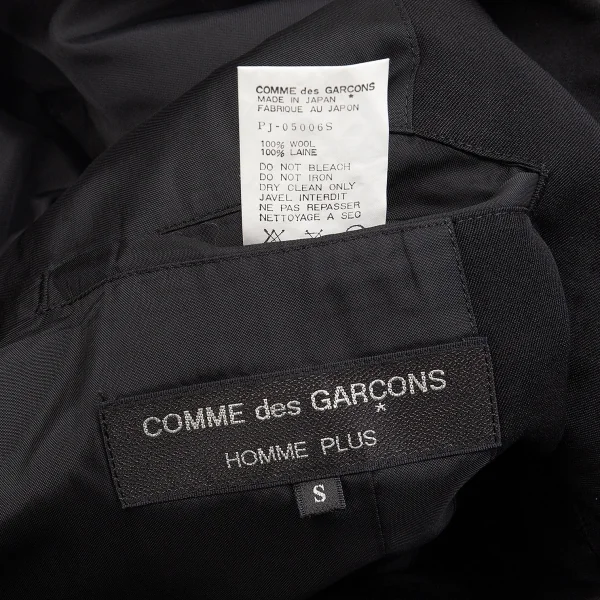 COMME des GARCONS
*
MADE IN JAPAN
FABRIQUE AU JAPON
PJ-05006S
100% WOOL
100% LAINE
DO NOT BLEACH
DO NOT IRON
DRY CLEAN ONLY
JAVEL INTERDIT
NE PAS REPASSER
NETTOYAGE A SEC
COMME des GARÇONS
*
HOMME PLUS
S